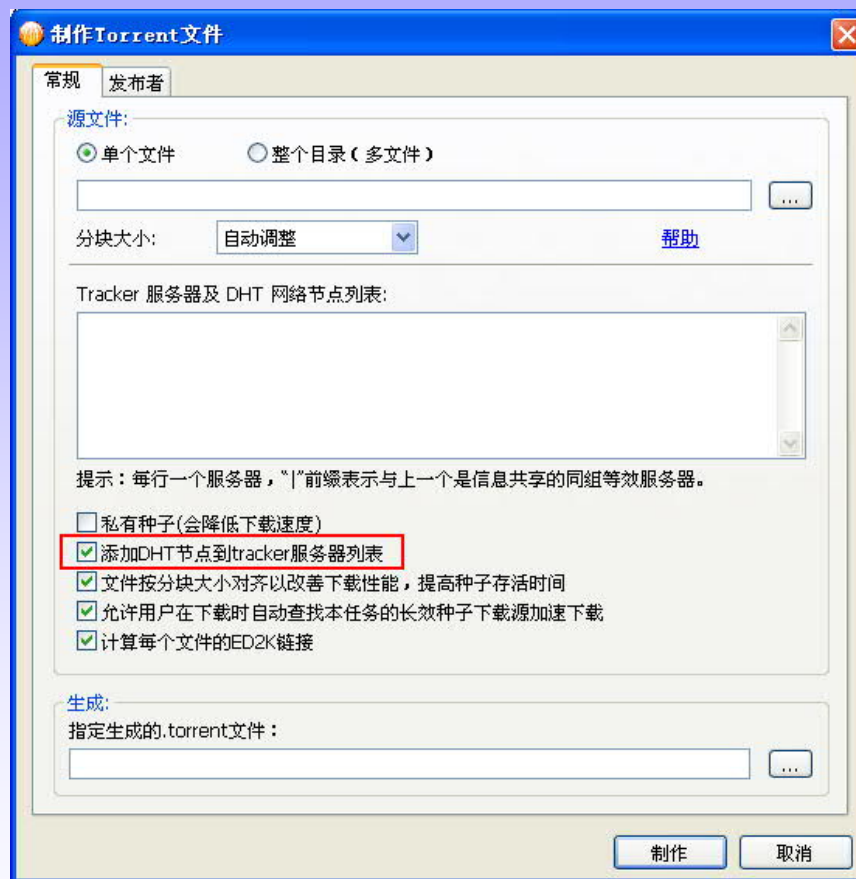 制作Torrent文件
常规 发布者
源文件:
单个文件 整个目录(多文件)
...
分块大小: 自动调整 帮助
Tracker 服务器及 DHT 网络节点列表:
提示：每行一个服务器，“|”前缀表示与上一个是信息共享的同组等效服务器。
私有种子(会降低下载速度)
添加DHT节点到tracker服务器列表
文件按分块大小对齐以改善下载性能，提高种子存活时间
允许用户在下载时自动查找本任务的长效种子下载源加速下载
计算每个文件的ED2K链接
生成:
指定生成的.torrent文件：
...
制作 取消